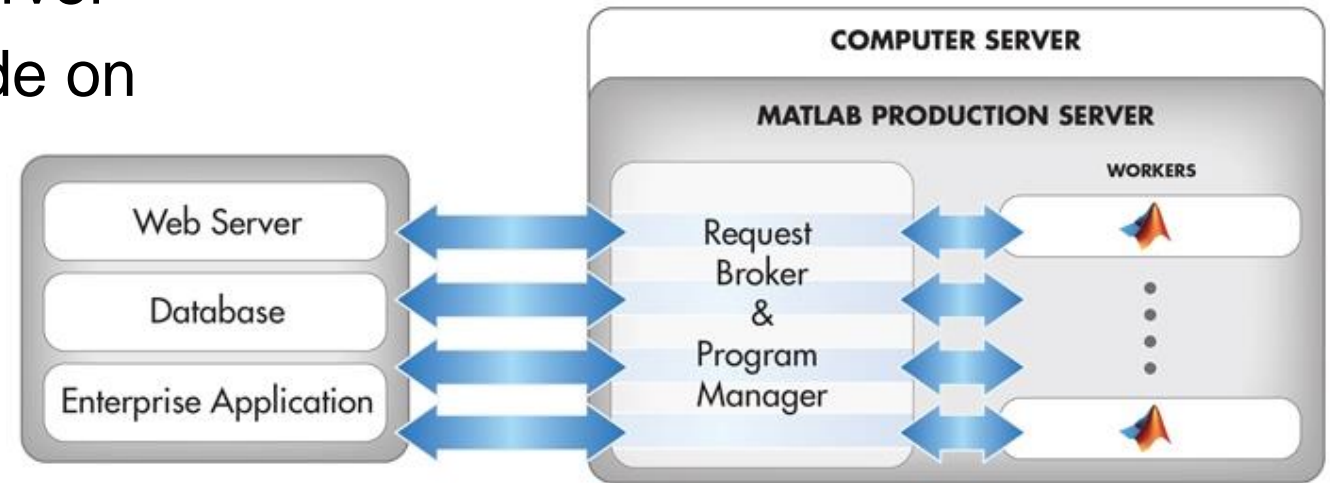 de on
COMPUTER SERVER
MATLAB PRODUCTION SERVER
WORKERS
Web Server
Database
Enterprise Application
Request
Broker
&
Program
Manager